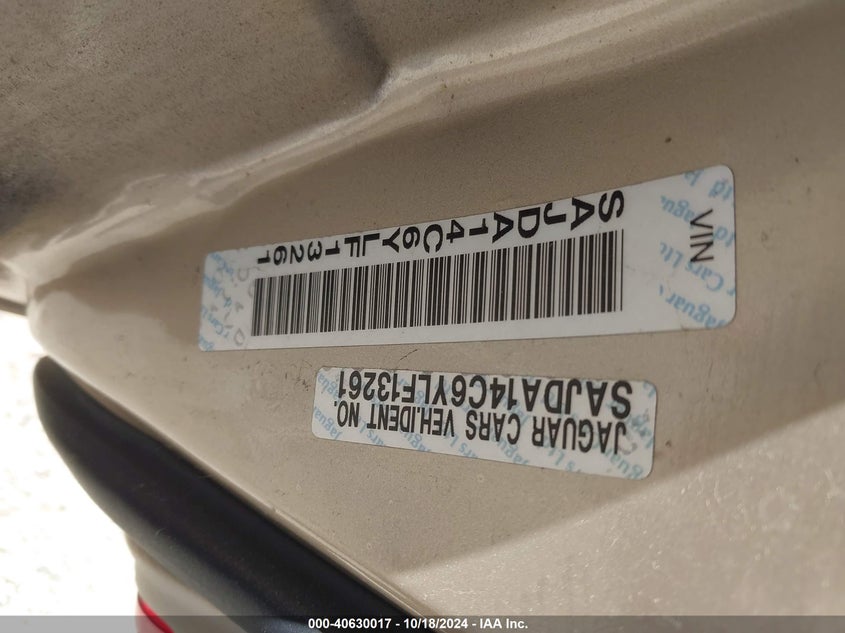 VIN
SAJDA14C6YLF13261
JAGUAR CARS VEH.IDENT NO.
SAJDA14C6YLF13261
000-40630017 - 10/18/2024 - IAA Inc.